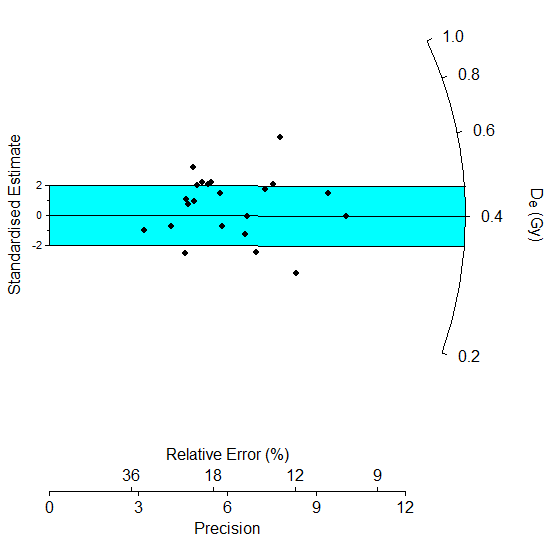 1.0
0.8
0.6
0.4
0.2
De (Gy)
Standardised Estimate
2
0
-2
Relative Error (%)
36 18 12 9
0 3 6 9 12
Precision